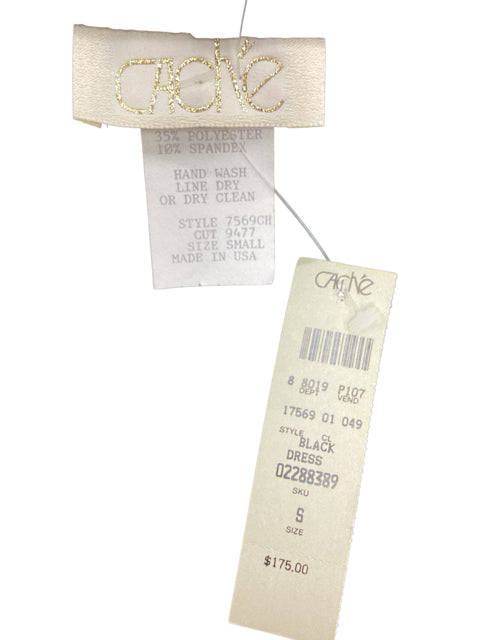 Caché
35% POLYESTER
10% SPANDEX
HAND WASH
LINE DRY
OR DRY CLEAN
STYLE 7569CH
CUT 9477
SIZE SMALL
MADE IN USA
Caché
8 8019 P107
DEPT VEND
17569 01 049
STYLE CL
BLACK
DRESS
02288389
SKU
S
SIZE
$175.00